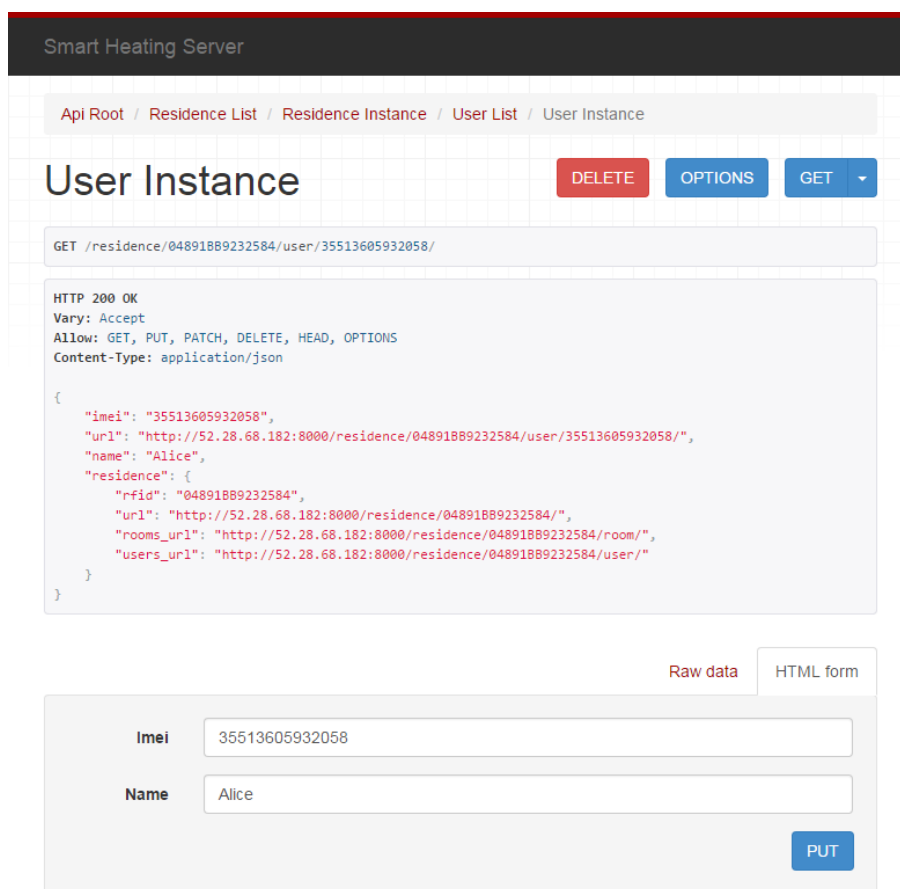 Smart Heating Server
Api Root / Residence List / Residence Instance / User List / User Instance
User Instance
DELETE
OPTIONS
GET
GET /residence/04891BB9232584/user/35513605932058/
HTTP 200 OK
Vary: Accept
Allow: GET, PUT, PATCH, DELETE, HEAD, OPTIONS
Content-Type: application/json
{
    "imei": "35513605932058",
    "url": "http://52.28.68.182:8000/residence/04891BB9232584/user/35513605932058/",
    "name": "Alice",
    "residence": {
        "rfid": "04891BB9232584",
        "url": "http://52.28.68.182:8000/residence/04891BB9232584/",
        "rooms_url": "http://52.28.68.182:8000/residence/04891BB9232584/room/",
        "users_url": "http://52.28.68.182:8000/residence/04891BB9232584/user/"
    }
}
Raw data
HTML form
Imei
35513605932058
Name
Alice
PUT